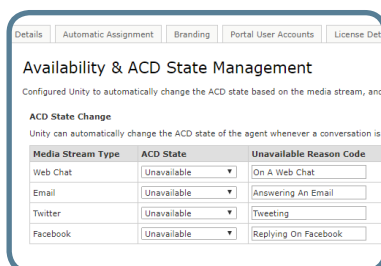 Details Automatic Assignment Branding Portal User Accounts License Det
Availability & ACD State Management
Configured Unity to automatically change the ACD state based on the media stream, and
ACD State Change
Unity can automatically change the ACD state of the agent whenever a conversation is
Media Stream Type ACD State Unavailable Reason Code
Web Chat Unavailable On A Web Chat
Email Unavailable Answering An Email
Twitter Unavailable Tweeting
Facebook Unavailable Replying On Facebook